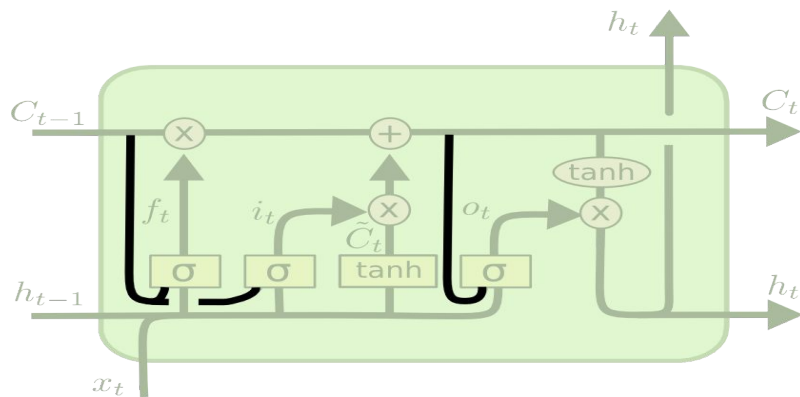 h_t
C_{t-1} × + C_t
tanh
f_t i_t × o_t ×
C̃_t
σ σ tanh σ
h_{t-1} h_t
x_t